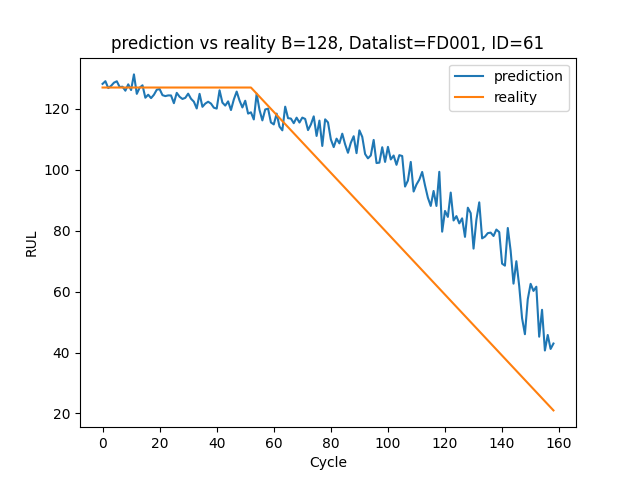 prediction vs reality B=128, Datalist=FD001, ID=61
prediction
reality
RUL
120
100
80
60
40
20
0 20 40 60 80 100 120 140 160
Cycle